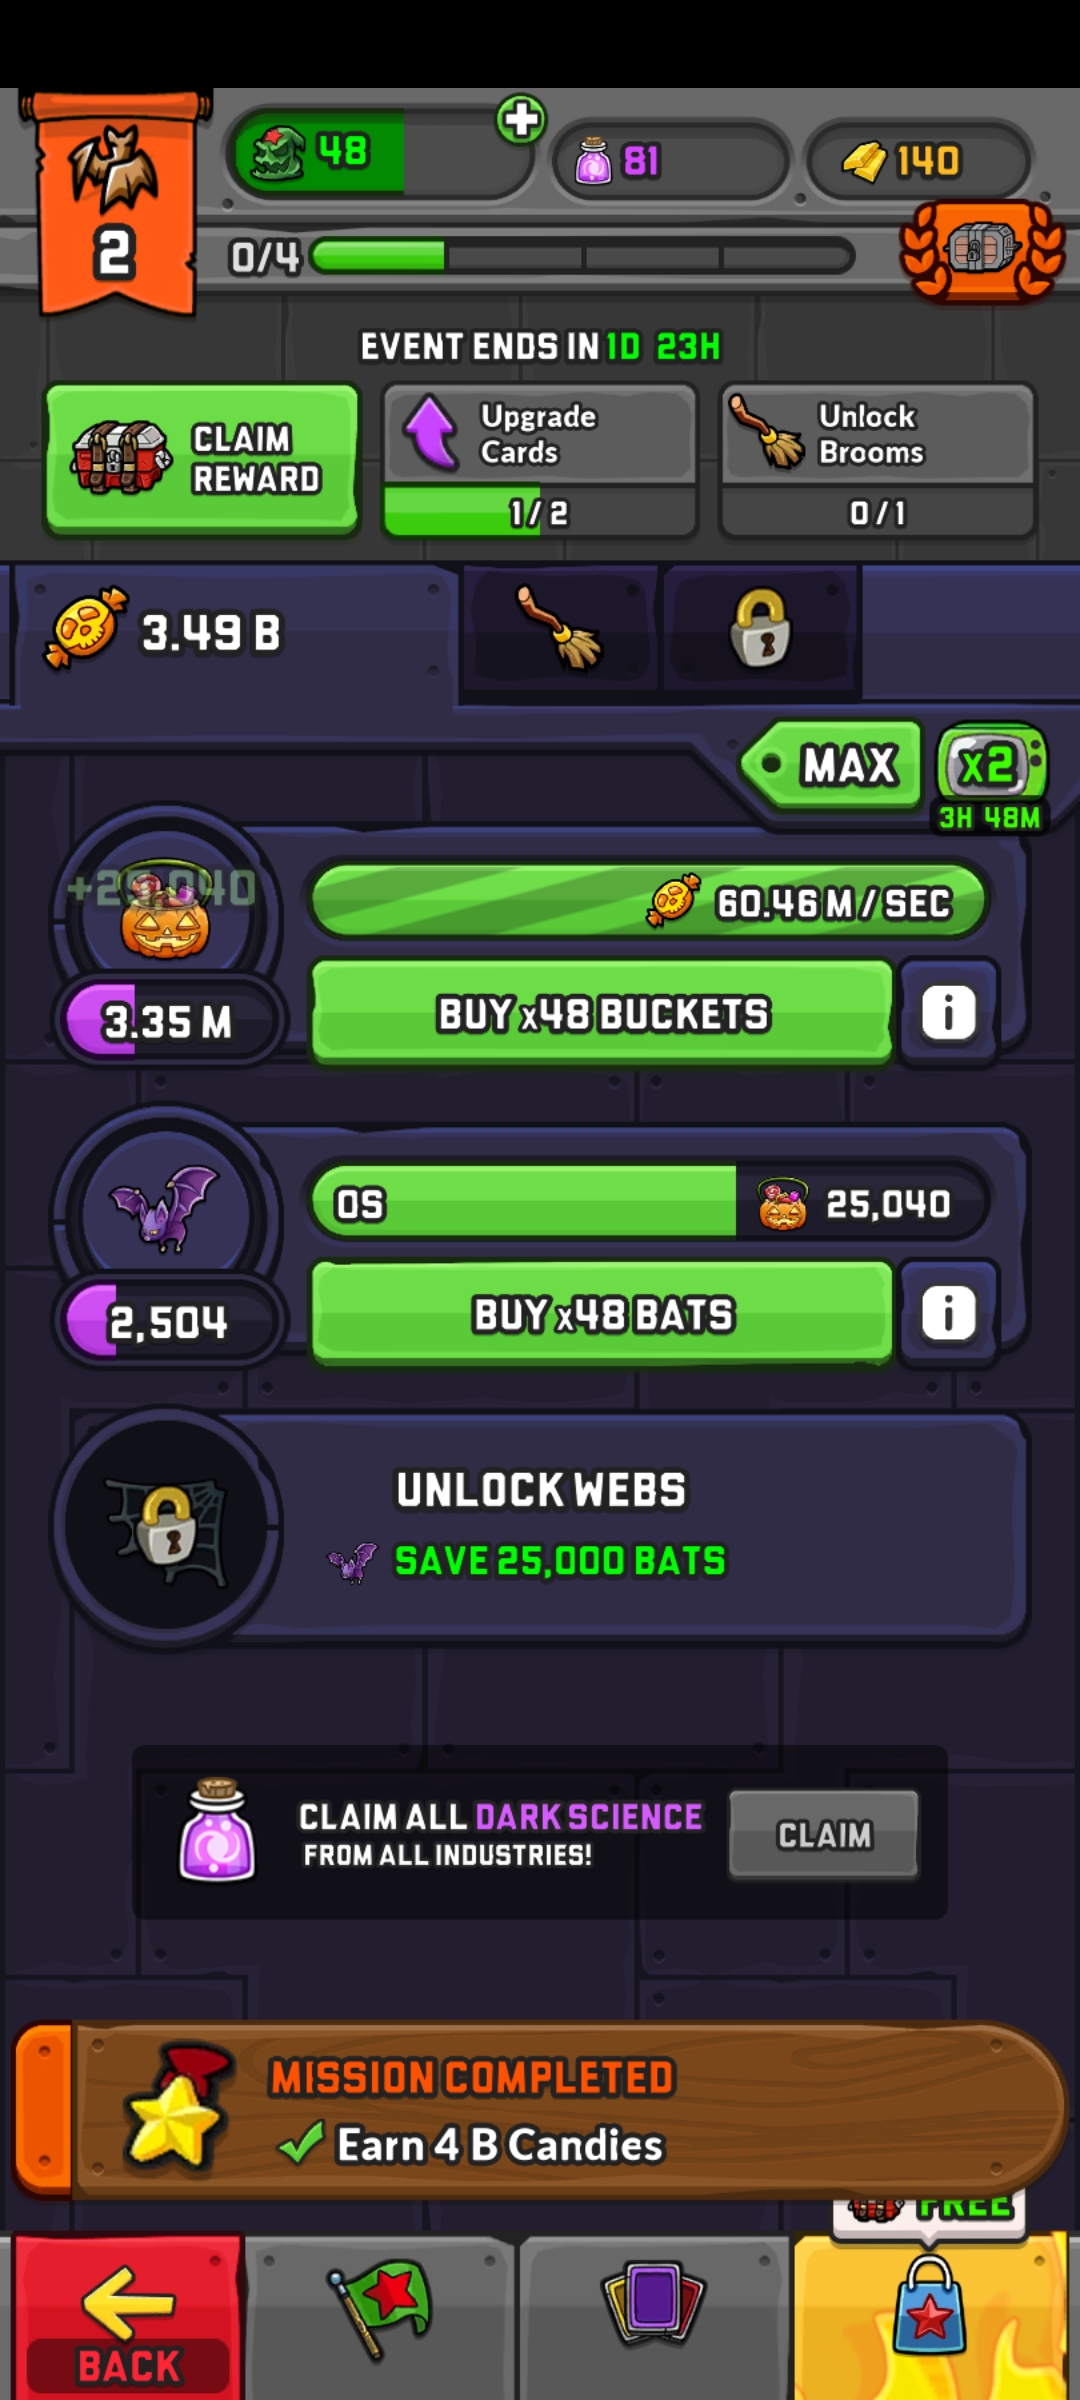 48
81
140
2
0/4
EVENT ENDS IN 1D 23H
CLAIM
REWARD
Upgrade
Cards
1/2
Unlock
Brooms
0/1
3.49 B
MAX
x2
3H 48M
60.46 M / SEC
3.35 M
BUY x48 BUCKETS
0S
25,040
2,504
BUY x48 BATS
UNLOCK WEBS
SAVE 25,000 BATS
CLAIM ALL DARK SCIENCE
FROM ALL INDUSTRIES!
CLAIM
MISSION COMPLETED
Earn 4 B Candies
FREE
BACK